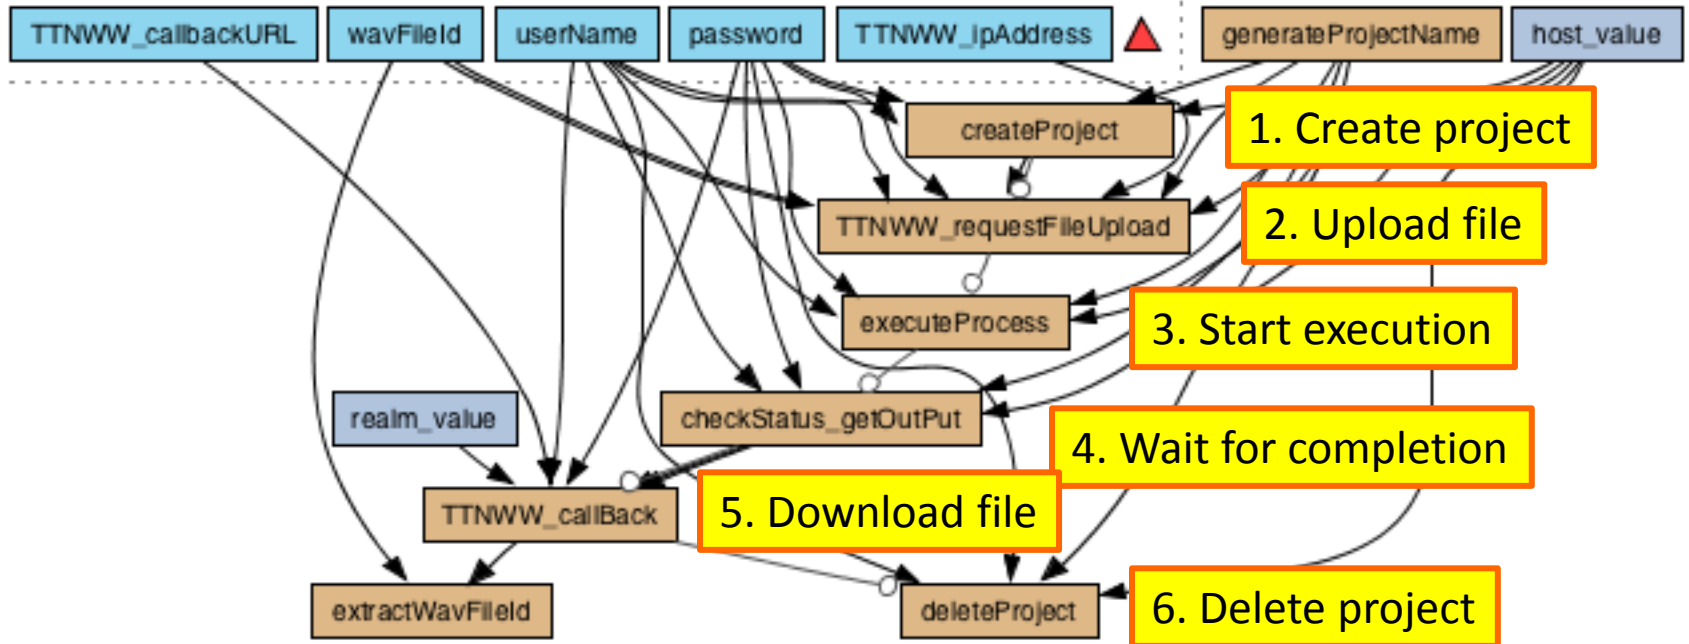 TTNWW_callbackURL
wavFileId
userName
password
TTNWW_ipAddress
generateProjectName
host_value
createProject
1. Create project
TTNWW_requestFileUpload
2. Upload file
executeProcess
3. Start execution
realm_value
checkStatus_getOutPut
4. Wait for completion
TTNWW_callBack
5. Download file
extractWavFileId
deleteProject
6. Delete project